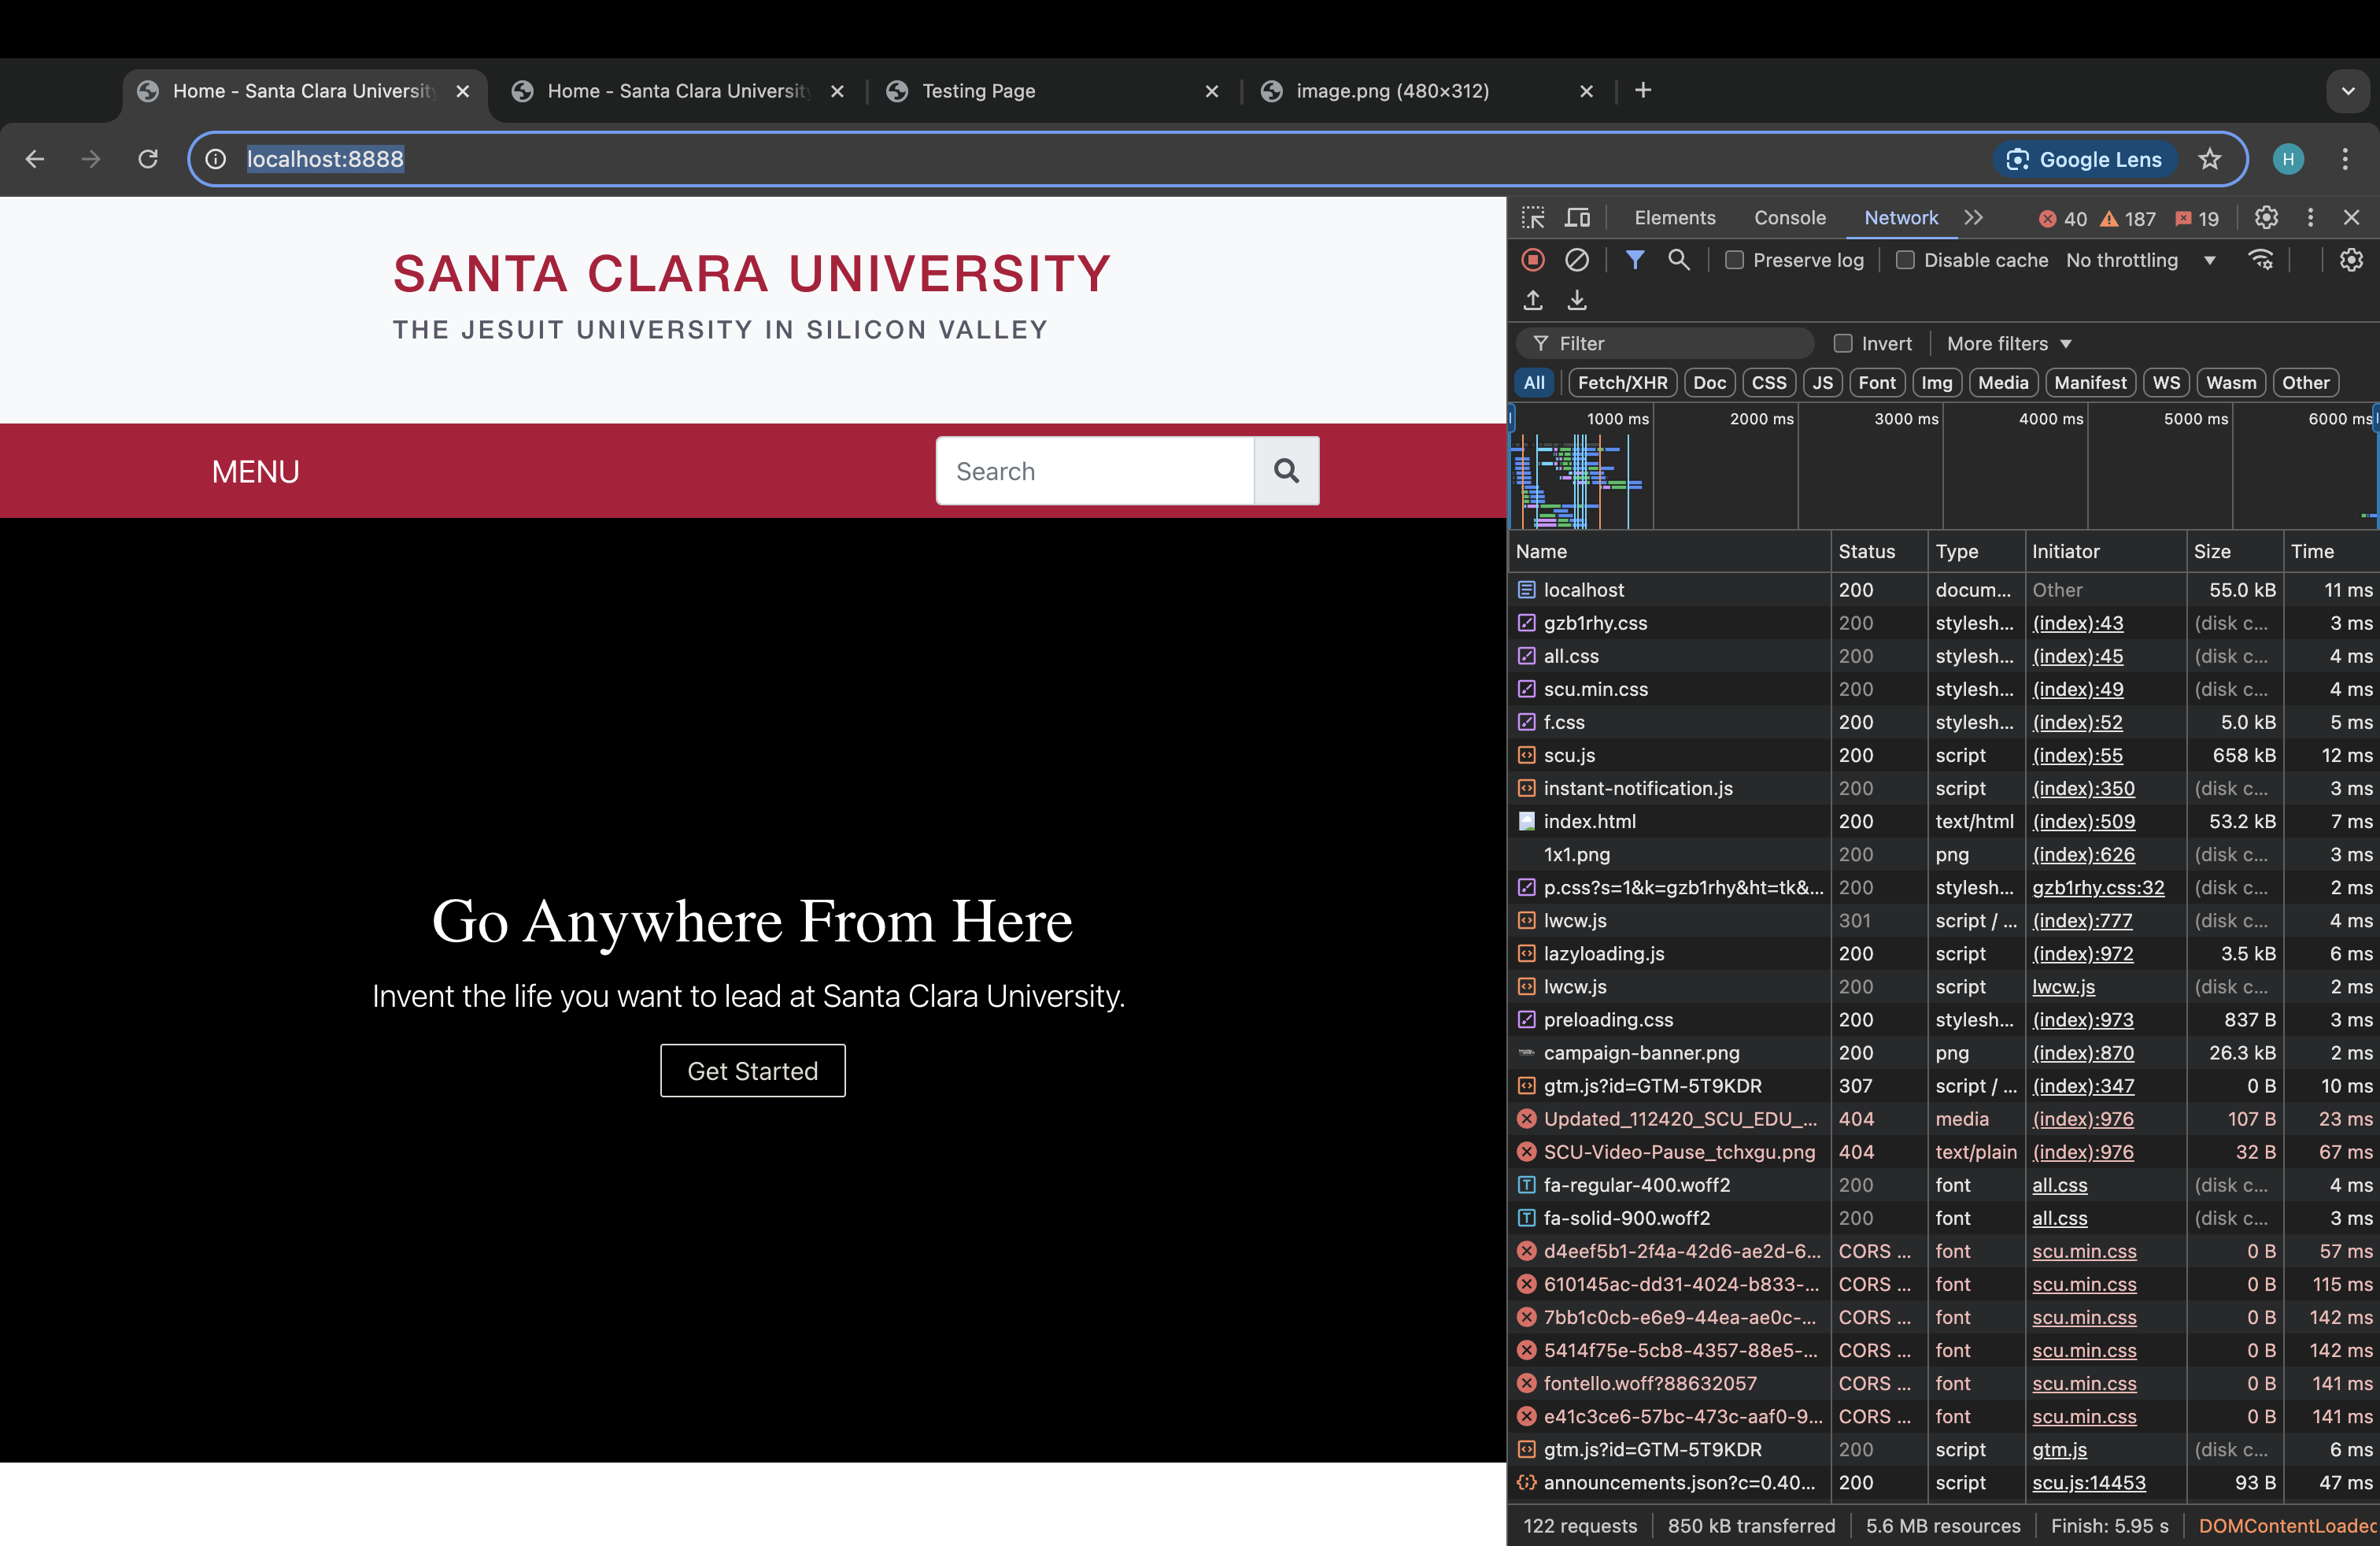 Home - Santa Clara University
Home - Santa Clara University
Testing Page
image.png (480×312)
localhost:8888
Google Lens
H
SANTA CLARA UNIVERSITY
THE JESUIT UNIVERSITY IN SILICON VALLEY
MENU
Search
Go Anywhere From Here
Invent the life you want to lead at Santa Clara University.
Get Started
Elements Console Network 40 187 19
Preserve log Disable cache No throttling
Filter Invert More filters
All Fetch/XHR Doc CSS JS Font Img Media Manifest WS Wasm Other
1000 ms 2000 ms 3000 ms 4000 ms 5000 ms 6000 ms
Name Status Type Initiator Size Time
localhost 200 docum... Other 55.0 kB 11 ms
gzb1rhy.css 200 stylesh... (index):43 (disk c... 3 ms
all.css 200 stylesh... (index):45 (disk c... 4 ms
scu.min.css 200 stylesh... (index):49 (disk c... 4 ms
f.css 200 stylesh... (index):52 5.0 kB 5 ms
scu.js 200 script (index):55 658 kB 12 ms
instant-notification.js 200 script (index):350 (disk c... 3 ms
index.html 200 text/html (index):509 53.2 kB 7 ms
1x1.png 200 png (index):626 (disk c... 3 ms
p.css?s=1&k=gzb1rhy&ht=tk&... 200 stylesh... gzb1rhy.css:32 (disk c... 2 ms
lwcw.js 301 script / ... (index):777 (disk c... 4 ms
lazyloading.js 200 script (index):972 3.5 kB 6 ms
lwcw.js 200 script lwcw.js (disk c... 2 ms
preloading.css 200 stylesh... (index):973 837 B 3 ms
campaign-banner.png 200 png (index):870 26.3 kB 2 ms
gtm.js?id=GTM-5T9KDR 307 script / ... (index):347 0 B 10 ms
Updated_112420_SCU_EDU_... 404 media (index):976 107 B 23 ms
SCU-Video-Pause_tchxgu.png 404 text/plain (index):976 32 B 67 ms
fa-regular-400.woff2 200 font all.css (disk c... 4 ms
fa-solid-900.woff2 200 font all.css (disk c... 3 ms
d4eef5b1-2f4a-42d6-ae2d-6... CORS ... font scu.min.css 0 B 57 ms
610145ac-dd31-4024-b833-... CORS ... font scu.min.css 0 B 115 ms
7bb1c0cb-e6e9-44ea-ae0c-... CORS ... font scu.min.css 0 B 142 ms
5414f75e-5cb8-4357-88e5-... CORS ... font scu.min.css 0 B 142 ms
fontello.woff?88632057 CORS ... font scu.min.css 0 B 141 ms
e41c3ce6-57bc-473c-aaf0-9... CORS ... font scu.min.css 0 B 141 ms
gtm.js?id=GTM-5T9KDR 200 script gtm.js (disk c... 6 ms
announcements.json?c=0.40... 200 script scu.js:14453 93 B 47 ms
122 requests 850 kB transferred 5.6 MB resources Finish: 5.95 s DOMContentLoaded